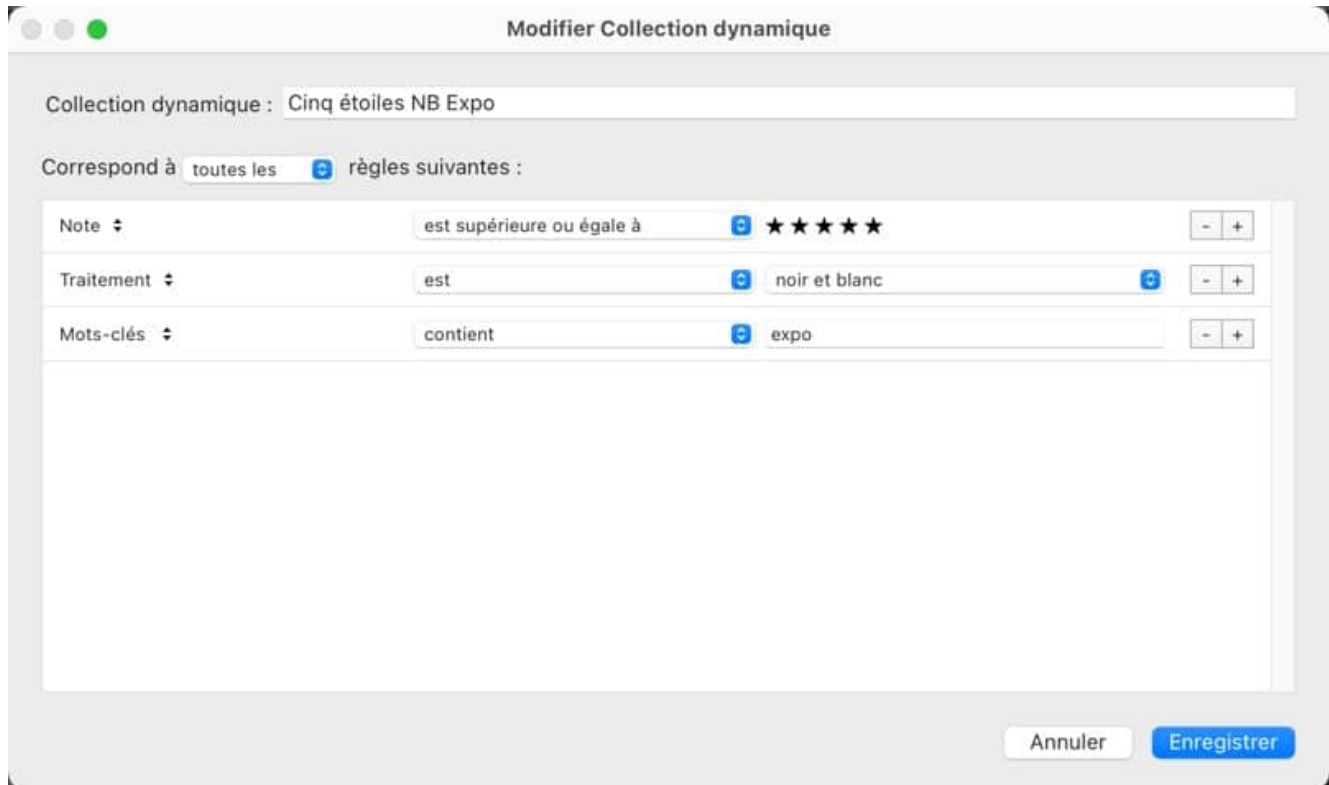 Modifier Collection dynamique
Collection dynamique : Cinq étoiles NB Expo
Correspond à toutes les règles suivantes :
Note est supérieure ou égale à ★★★★★ - +
Traitement est noir et blanc - +
Mots-clés contient expo - +
Annuler Enregistrer